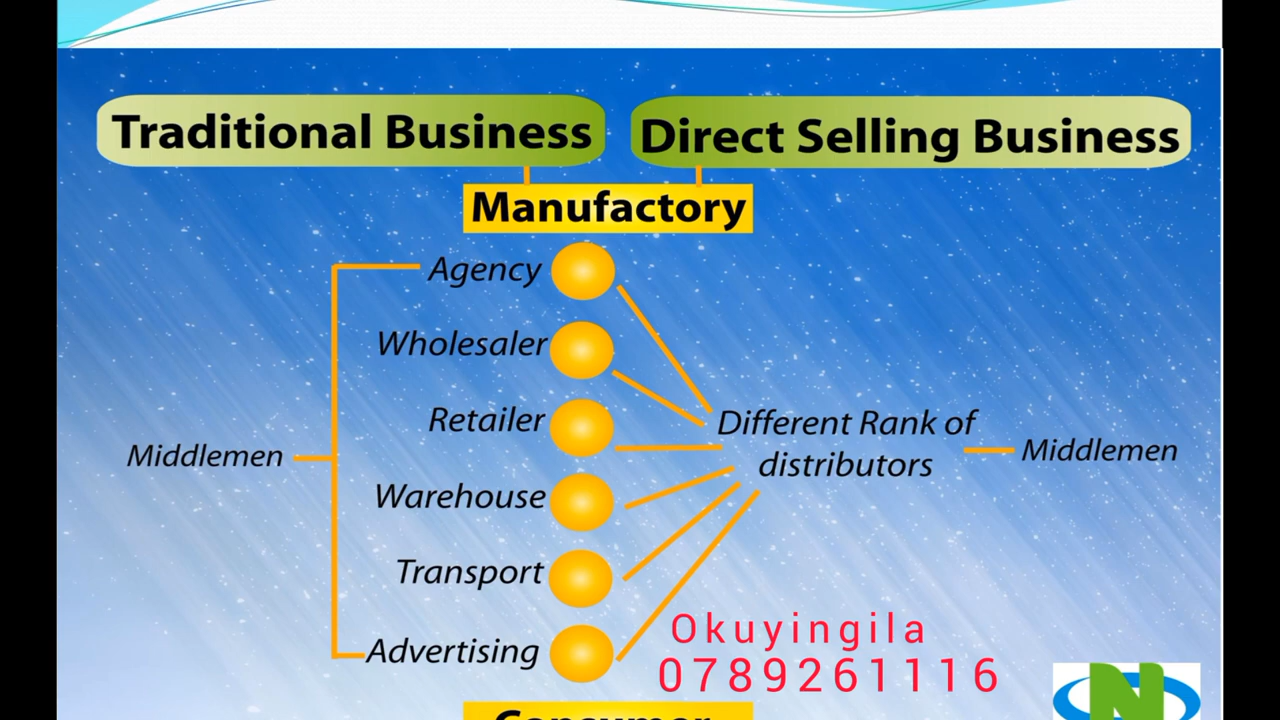 Traditional Business
Direct Selling Business
Manufactory
Agency
Wholesaler
Retailer
Warehouse
Transport
Advertising
Middlemen
Different Rank of
distributors
Middlemen
Okuyingila
0789261116
N
Consumer